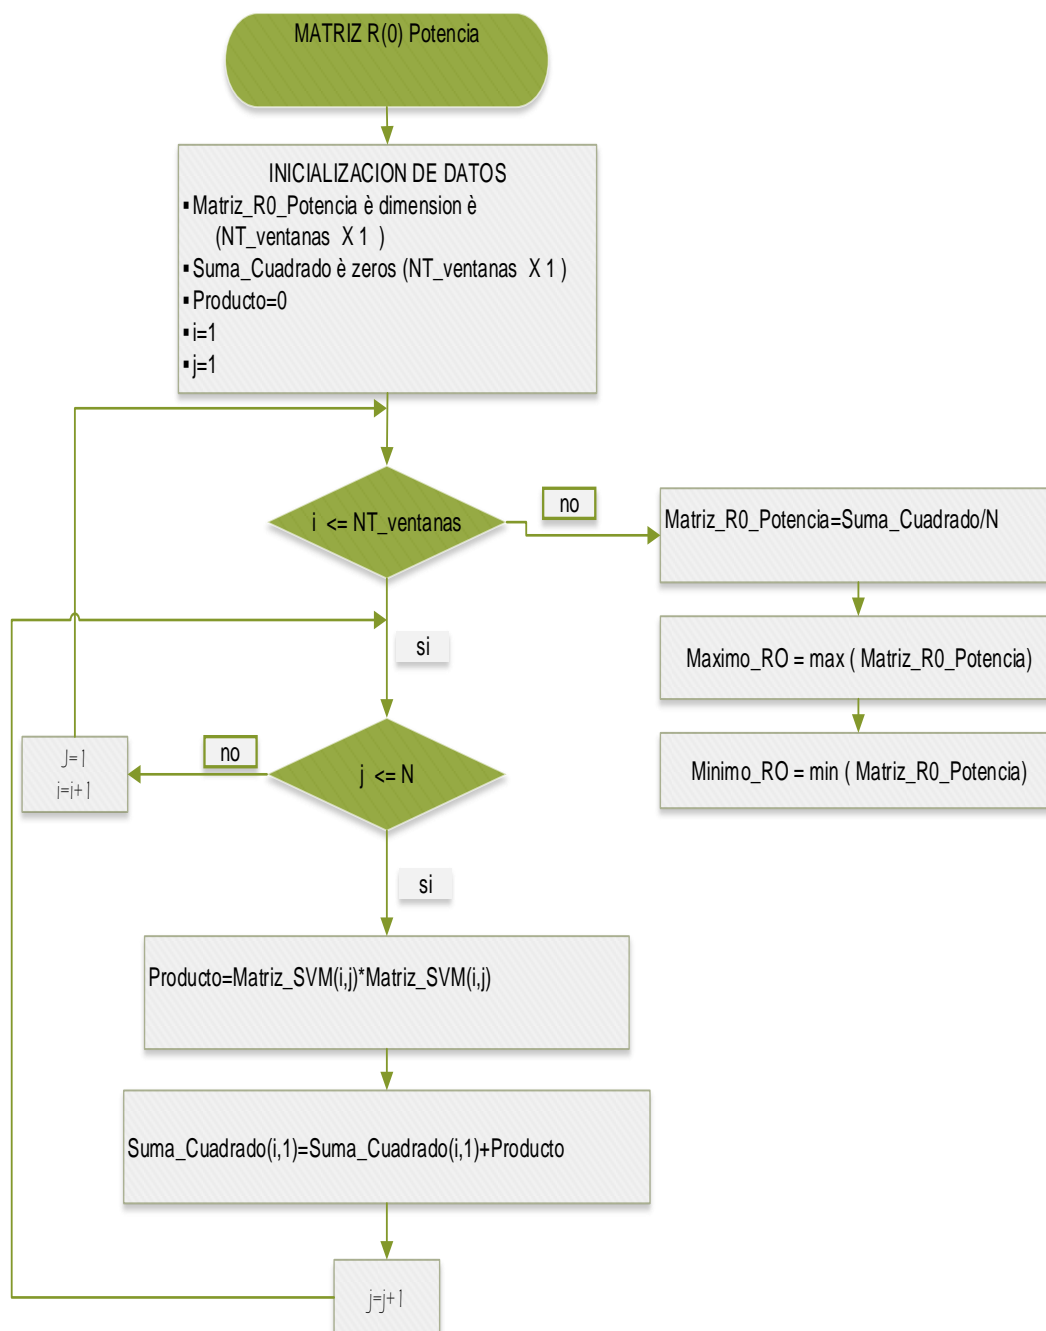 MATRIZ R(0) Potencia
INICIALIZACION DE DATOS
▪Matriz_R0_Potencia è dimension è
(NT_ventanas X 1 )
▪Suma_Cuadrado è zeros (NT_ventanas X 1 )
▪Producto=0
▪i=1
▪j=1
i <= NT_ventanas
no
Matriz_R0_Potencia=Suma_Cuadrado/N
si
Maximo_RO = max ( Matriz_R0_Potencia)
Minimo_RO = min ( Matriz_R0_Potencia)
j <= N
no
J=1
i=i+1
si
Producto=Matriz_SVM(i,j)*Matriz_SVM(i,j)
Suma_Cuadrado(i,1)=Suma_Cuadrado(i,1)+Producto
j=j+1